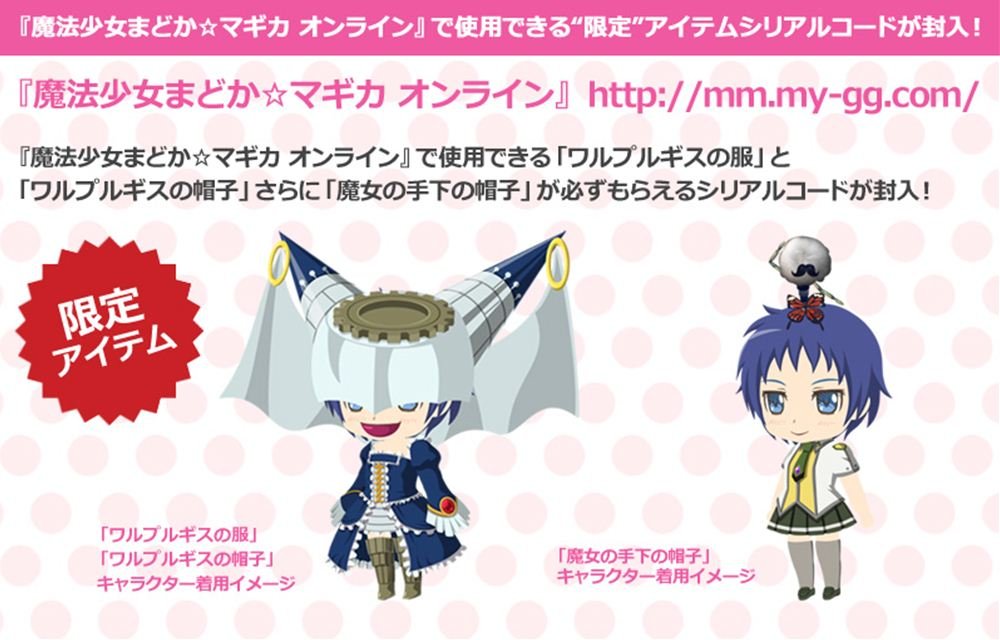 『魔法少女まどか☆マギカ オンライン』で使用できる“限定”アイテムシリアルコードが封入！
『魔法少女まどか☆マギカ オンライン』 http://mm.my-gg.com/
『魔法少女まどか☆マギカ オンライン』で使用できる「ワルプルギスの服」と
「ワルプルギスの帽子」さらに「魔女の手下の帽子」が必ずもらえるシリアルコードが封入！
限定
アイテム
「ワルプルギスの服」
「ワルプルギスの帽子」
キャラクター着用イメージ
「魔女の手下の帽子」
キャラクター着用イメージ